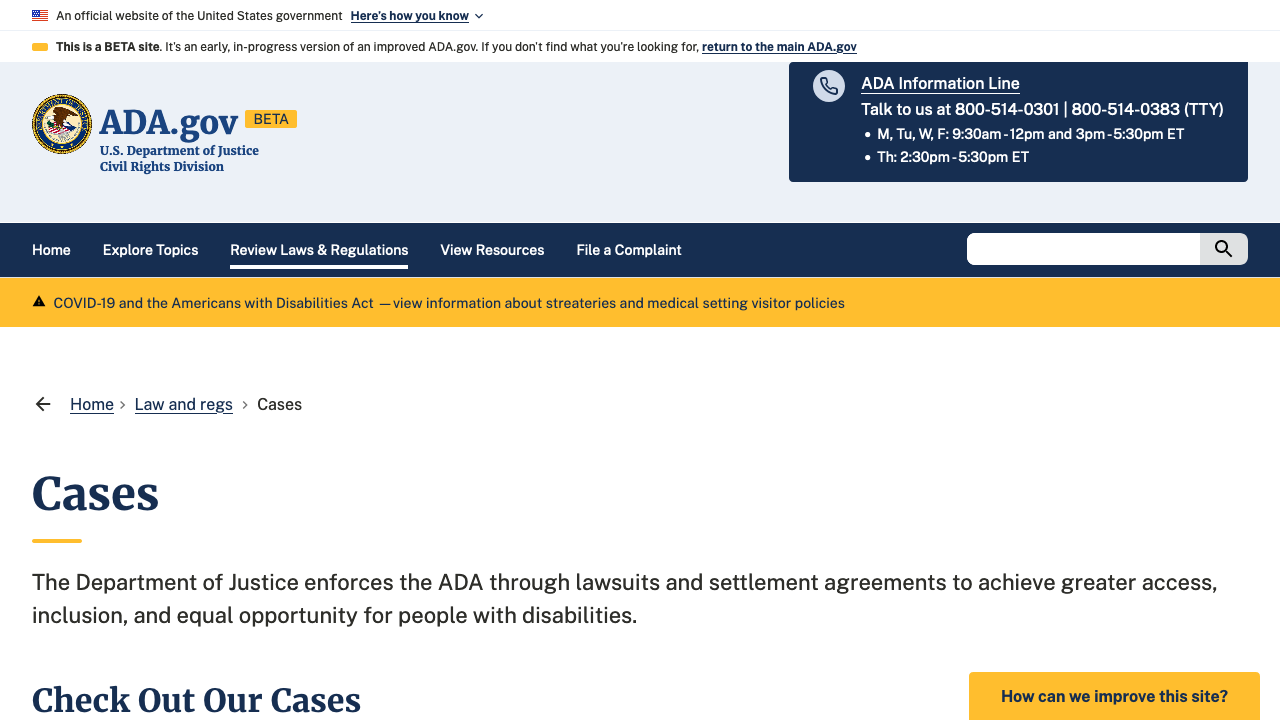 An official website of the United States government Here's how you know
This is a BETA site. It's an early, in-progress version of an improved ADA.gov. If you don't find what you're looking for, return to the main ADA.gov
ADA.gov BETA
U.S. Department of Justice
Civil Rights Division
ADA Information Line
Talk to us at 800-514-0301 | 800-514-0383 (TTY)
• M, Tu, W, F: 9:30am - 12pm and 3pm - 5:30pm ET
• Th: 2:30pm - 5:30pm ET
Home Explore Topics Review Laws & Regulations View Resources File a Complaint
COVID-19 and the Americans with Disabilities Act —view information about streateries and medical setting visitor policies
Home > Law and regs > Cases
Cases
The Department of Justice enforces the ADA through lawsuits and settlement agreements to achieve greater access,
inclusion, and equal opportunity for people with disabilities.
Check Out Our Cases
How can we improve this site?